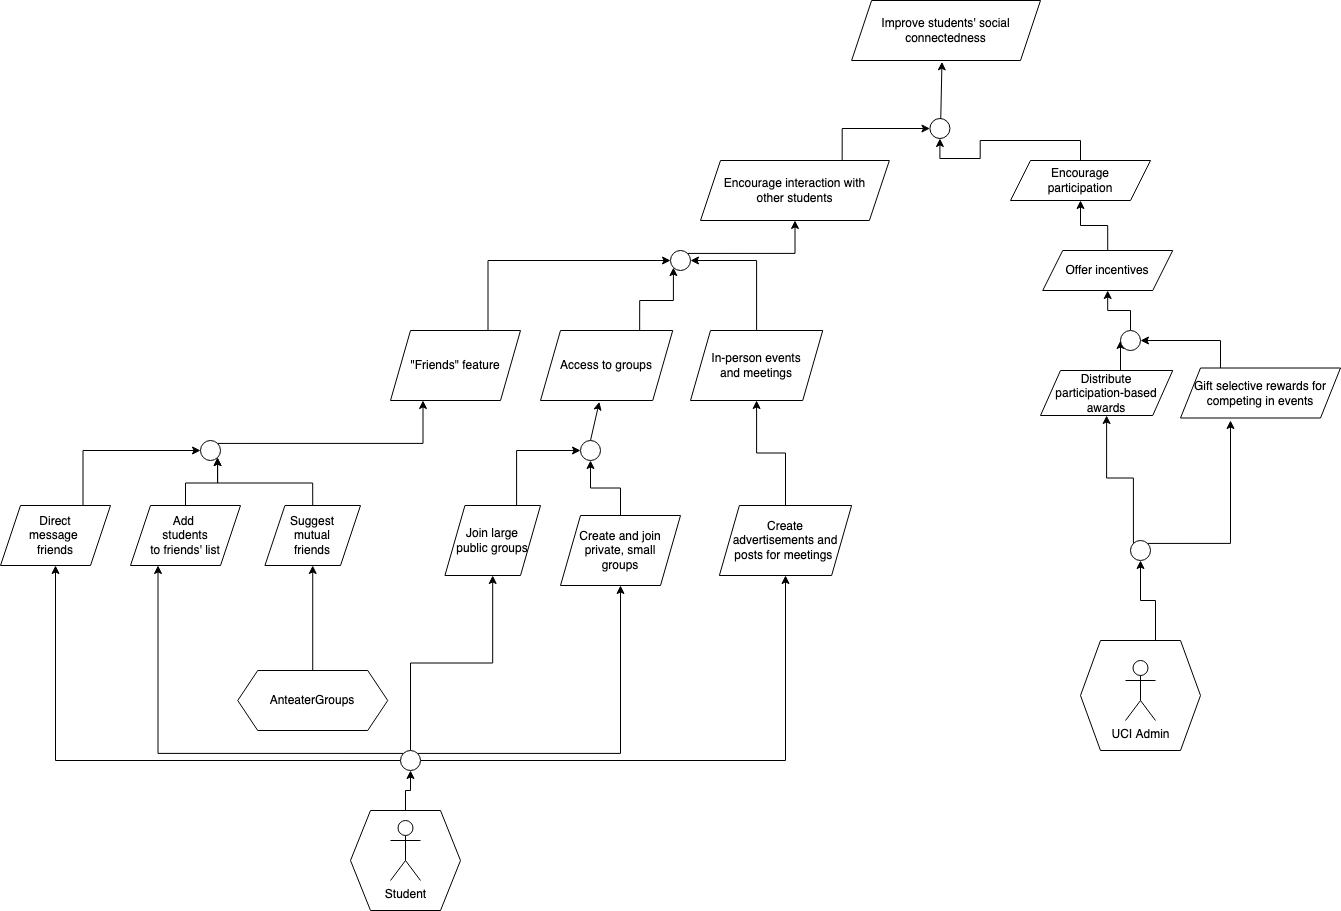 Improve students' social
connectedness
Encourage interaction with
other students
Encourage
participation
Offer incentives
"Friends" feature
Access to groups
In-person events
and meetings
Distribute
participation-based
awards
Gift selective rewards for
competing in events
Direct
message
friends
Add
students
to friends' list
Suggest
mutual
friends
Join large
public groups
Create and join
private, small
groups
Create
advertisements and
posts for meetings
AnteaterGroups
UCI Admin
Student